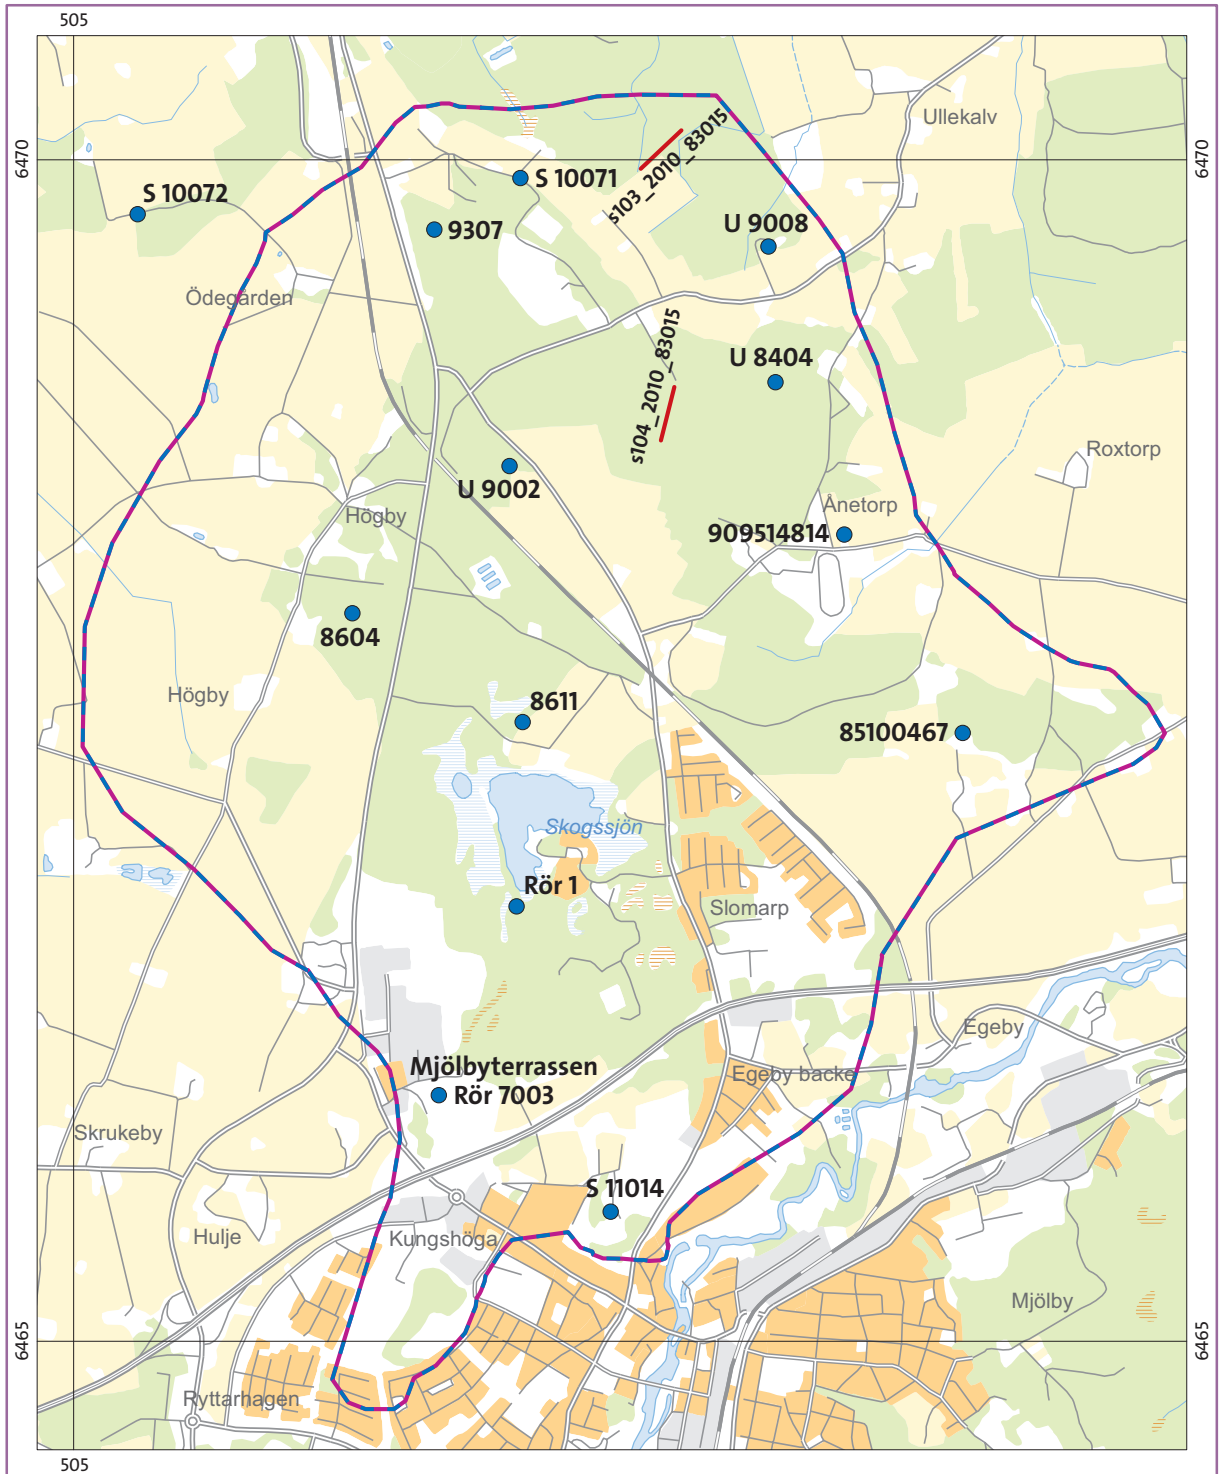 505
Ullekalv
6470
6470
s103_2010_83015
S 10071
S 10072
U 9008
9307
Ödegården
s104_2010_83015
U 8404
Roxtorp
U 9002
Ånetorp
Högby
909514814
8604
Högby
8611
85100467
Skogssjön
Rör 1
Slomarp
Egeby
Mjölbyterrassen
Egeby backe
Rör 7003
Skrukeby
S 11014
Hulje
Kungshöga
Mjölby
6465
6465
Ryttarhagen
505